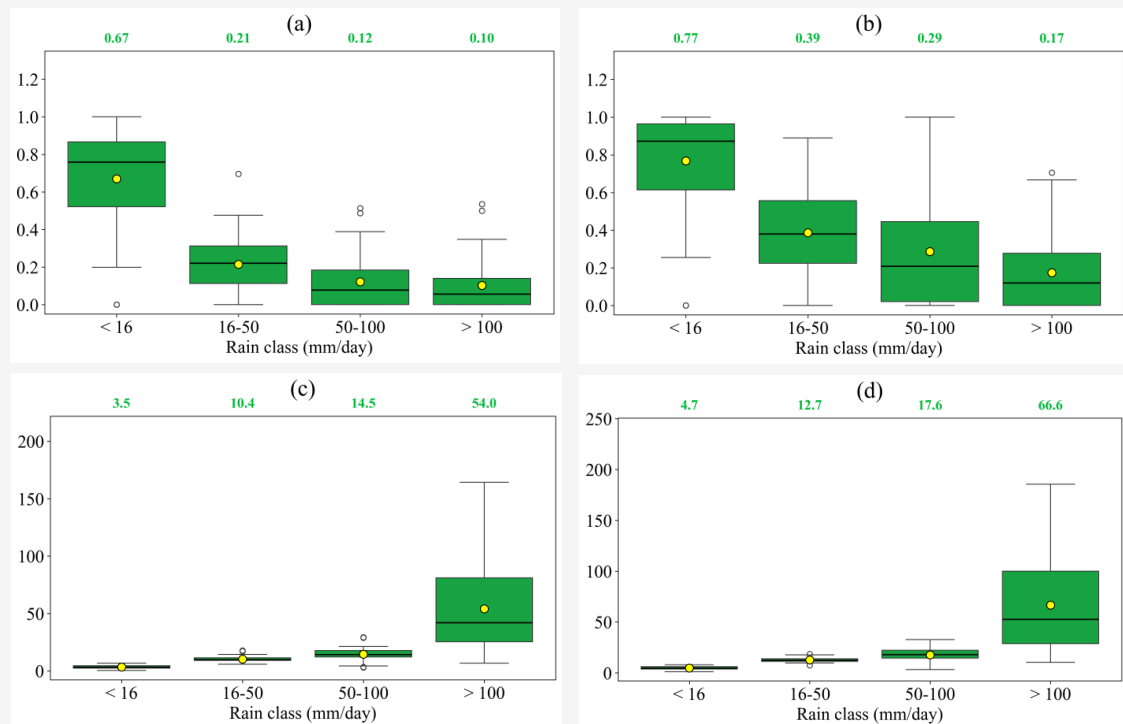 (a)
0.67 0.21 0.12 0.10
1.2
1.0
0.8
0.6
0.4
0.2
0.0
< 16 16-50 50-100 > 100
Rain class (mm/day)
(b)
0.77 0.39 0.29 0.17
1.2
1.0
0.8
0.6
0.4
0.2
0.0
< 16 16-50 50-100 > 100
Rain class (mm/day)
(c)
3.5 10.4 14.5 54.0
200
150
100
50
0
< 16 16-50 50-100 > 100
Rain class (mm/day)
(d)
4.7 12.7 17.6 66.6
250
200
150
100
50
0
< 16 16-50 50-100 > 100
Rain class (mm/day)